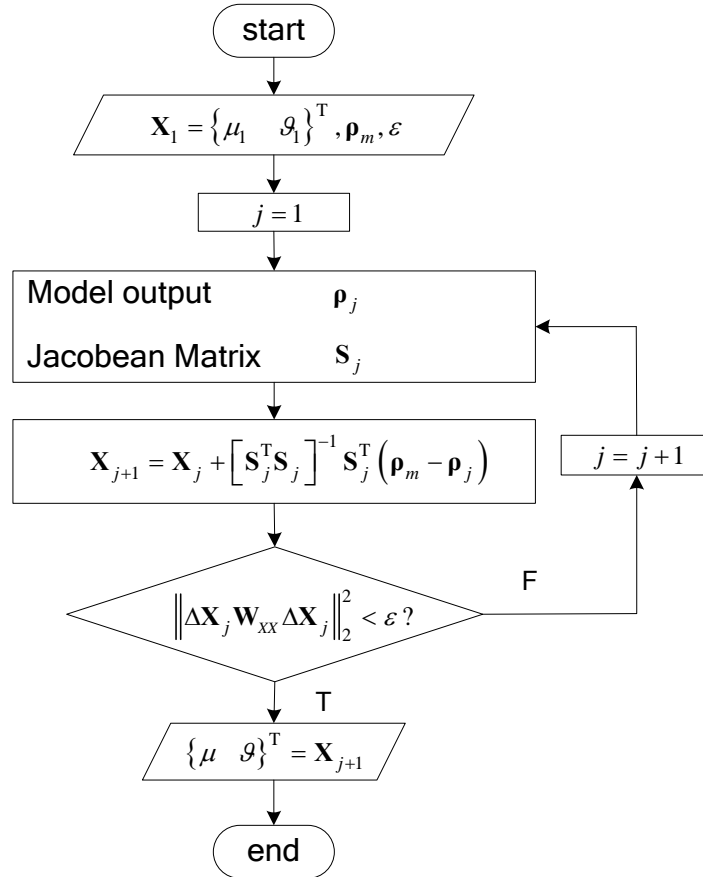 start
X₁ = {μ₁ ϑ₁}ᵀ , ρₘ, ε
j = 1
Model output ρⱼ
Jacobean Matrix Sⱼ
Xⱼ₊₁ = Xⱼ + [SⱼᵀSⱼ]⁻¹ Sⱼᵀ (ρₘ − ρⱼ)
j = j + 1
‖ΔXⱼ W_XX ΔXⱼ‖₂² < ε ?
F
T
{μ ϑ}ᵀ = Xⱼ₊₁
end